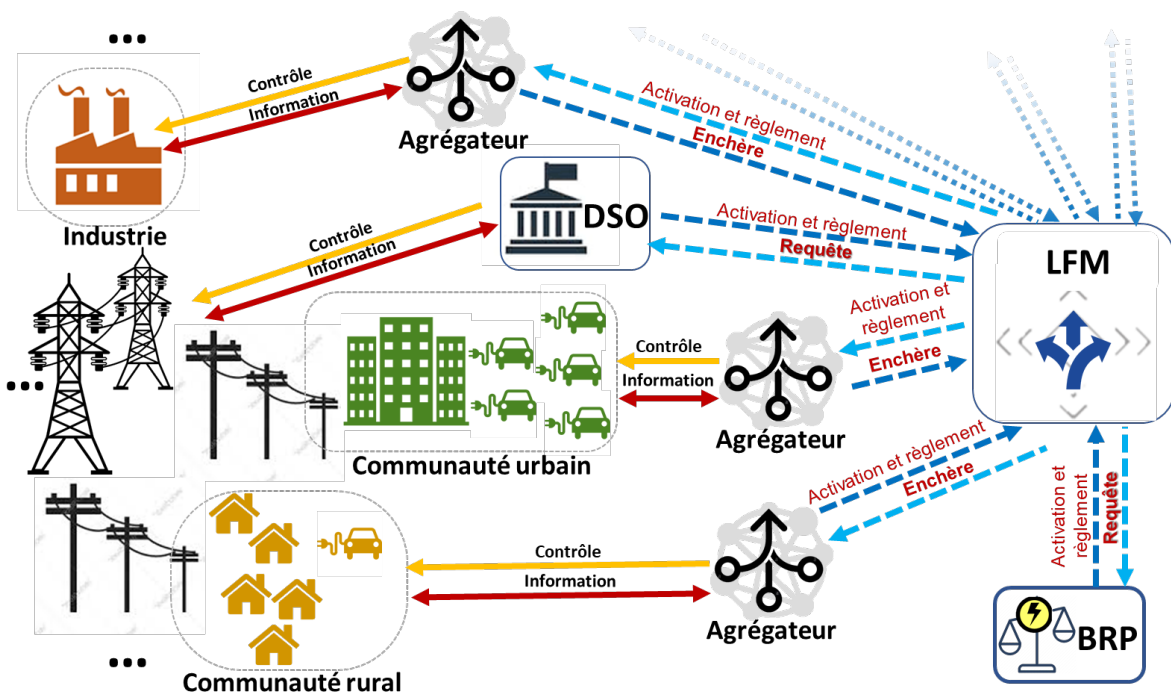 ...
Contrôle
Information
Agrégateur
Activation et règlement
Enchère
Industrie
DSO
Contrôle
Information
Activation et règlement
Requête
LFM
Activation et
règlement
Enchère
Contrôle
Information
Agrégateur
...
Communauté urbain
Activation et règlement
Enchère
Activation et
règlement
Requête
Contrôle
Information
Agrégateur
BRP
...
Communauté rural